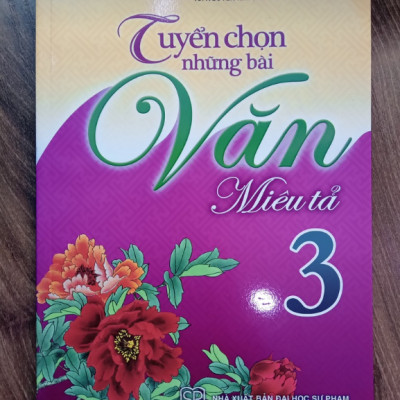 Tuyển chọn
những bài
Văn
Miêu tả
3
NHÀ XUẤT BẢN ĐẠI HỌC SƯ PHẠM